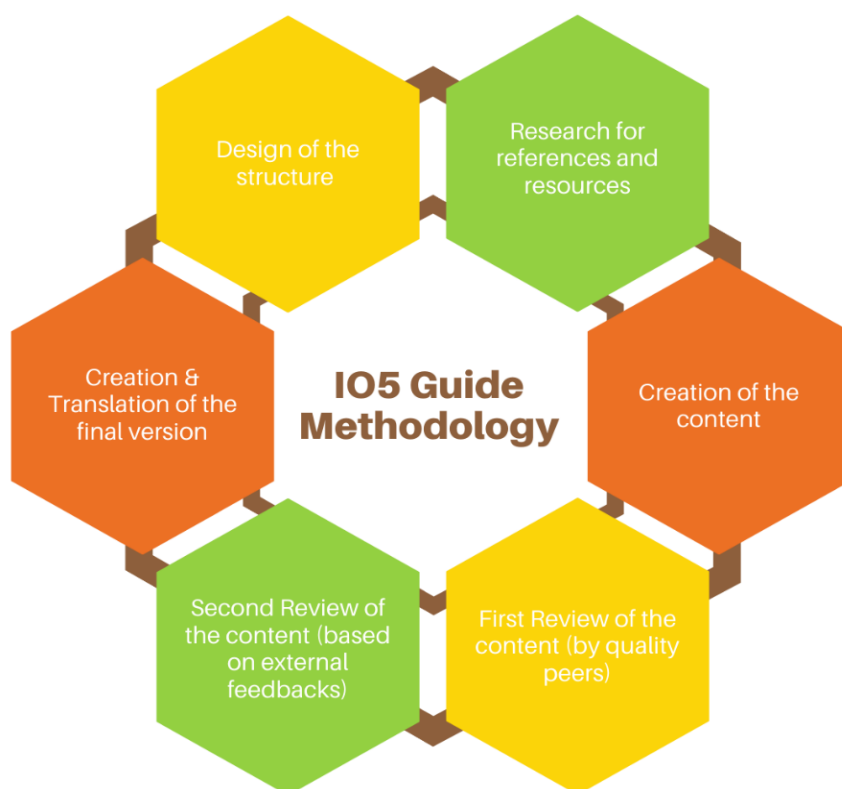 Design of the
structure
Research for
references and
resources
Creation &
Translation of the
final version
IO5 Guide
Methodology
Creation of the
content
Second Review of
the content (based
on external
feedbacks)
First Review of the
content (by quality
peers)